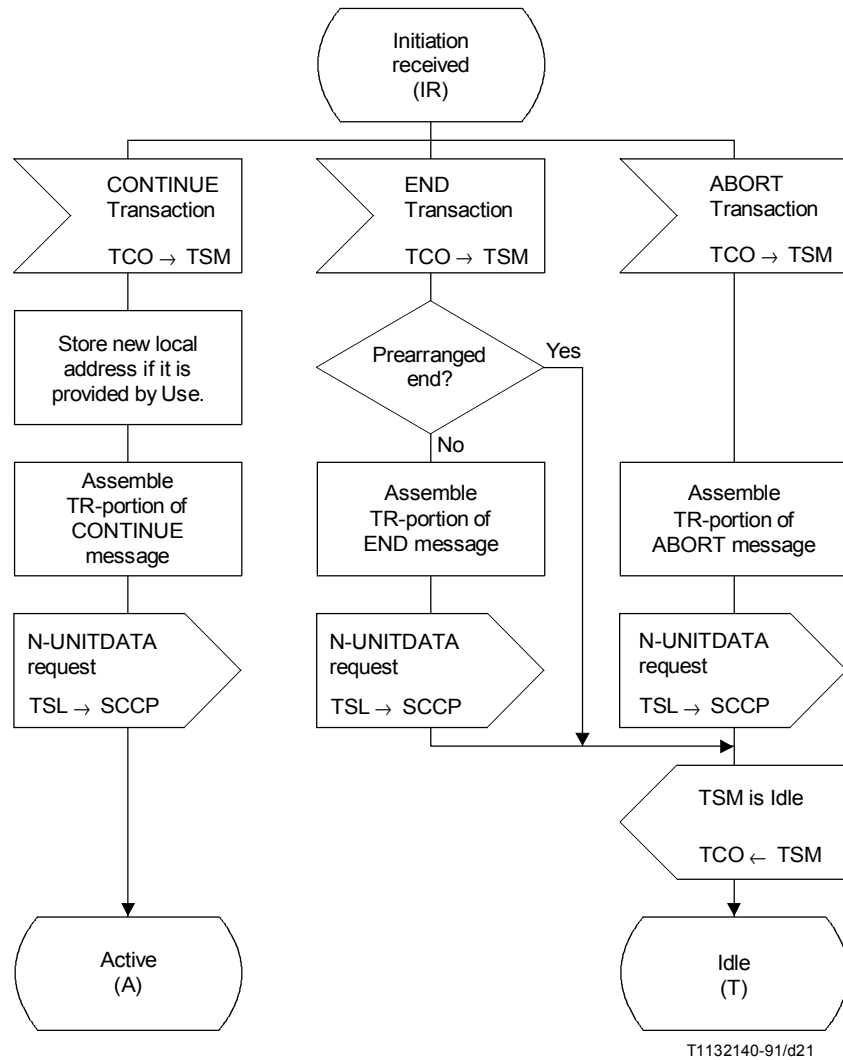 Initiation
received
(IR)
CONTINUE
Transaction
TCO → TSM
END
Transaction
TCO → TSM
ABORT
Transaction
TCO → TSM
Store new local
address if it is
provided by Use.
Prearranged
end?
Yes
No
Assemble
TR-portion of
CONTINUE
message
Assemble
TR-portion of
END message
Assemble
TR-portion of
ABORT message
N-UNITDATA
request
TSL → SCCP
N-UNITDATA
request
TSL → SCCP
N-UNITDATA
request
TSL → SCCP
TSM is Idle
TCO ← TSM
Active
(A)
Idle
(T)
T1132140-91/d21